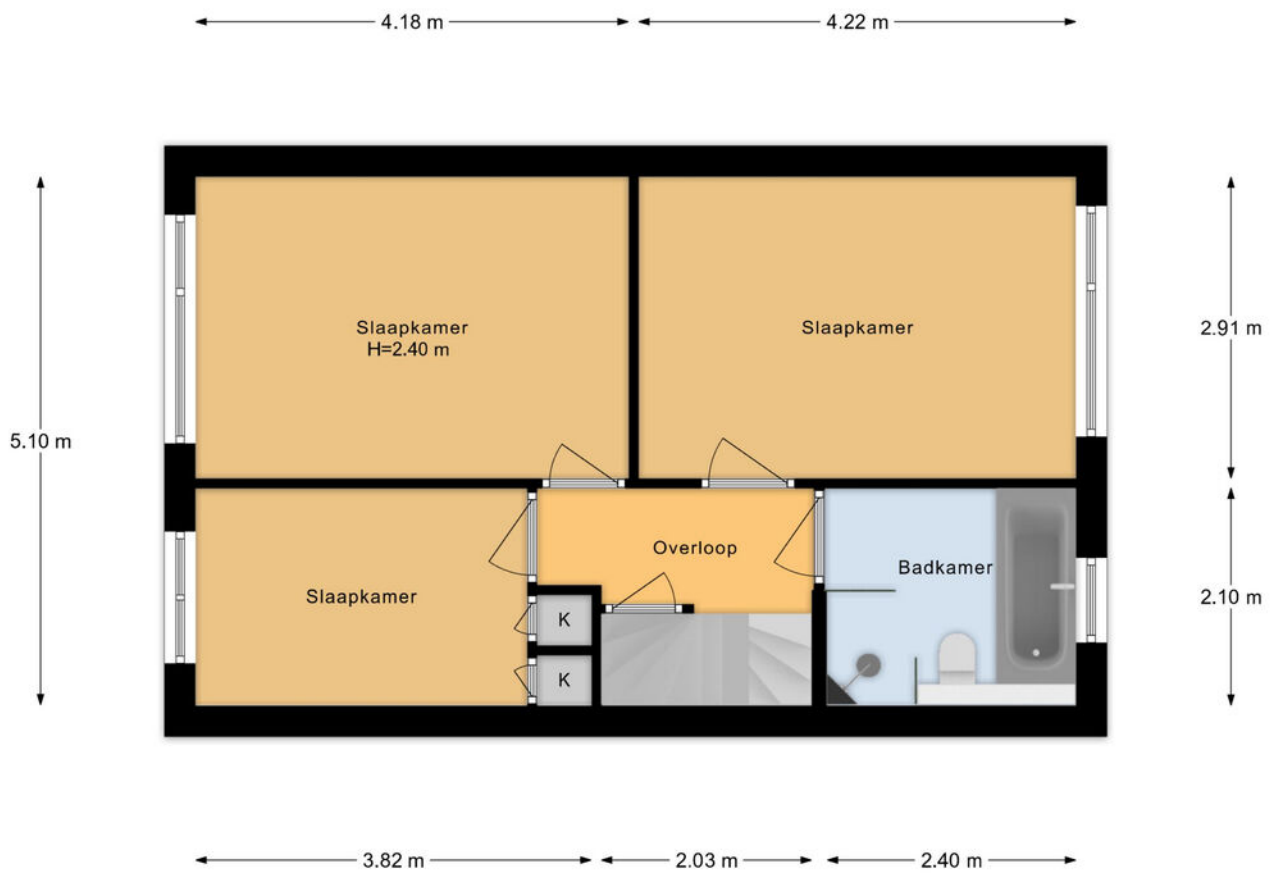 4.18 m
4.22 m
Slaapkamer
H=2.40 m
Slaapkamer
2.91 m
5.10 m
Overloop
Badkamer
Slaapkamer
K
2.10 m
K
3.82 m
2.03 m
2.40 m